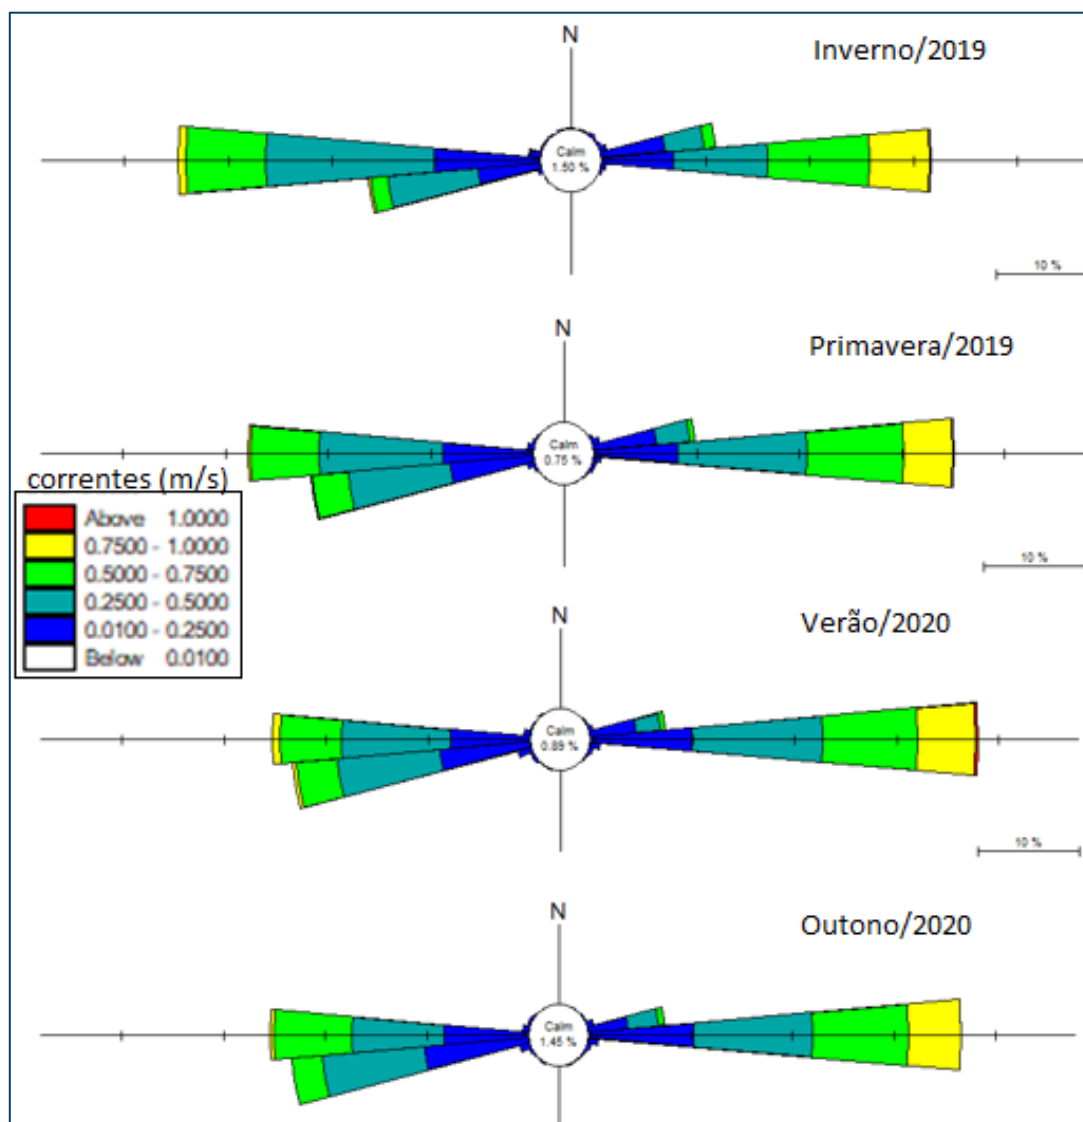 N
Inverno/2019
Calm
1.50 %
10 %
N
Primavera/2019
Calm
0.75 %
10 %
correntes (m/s)
Above 1.0000
0.7500 - 1.0000
0.5000 - 0.7500
0.2500 - 0.5000
0.0100 - 0.2500
Below 0.0100
N
Verão/2020
Calm
0.89 %
10 %
N
Outono/2020
Calm
1.45 %